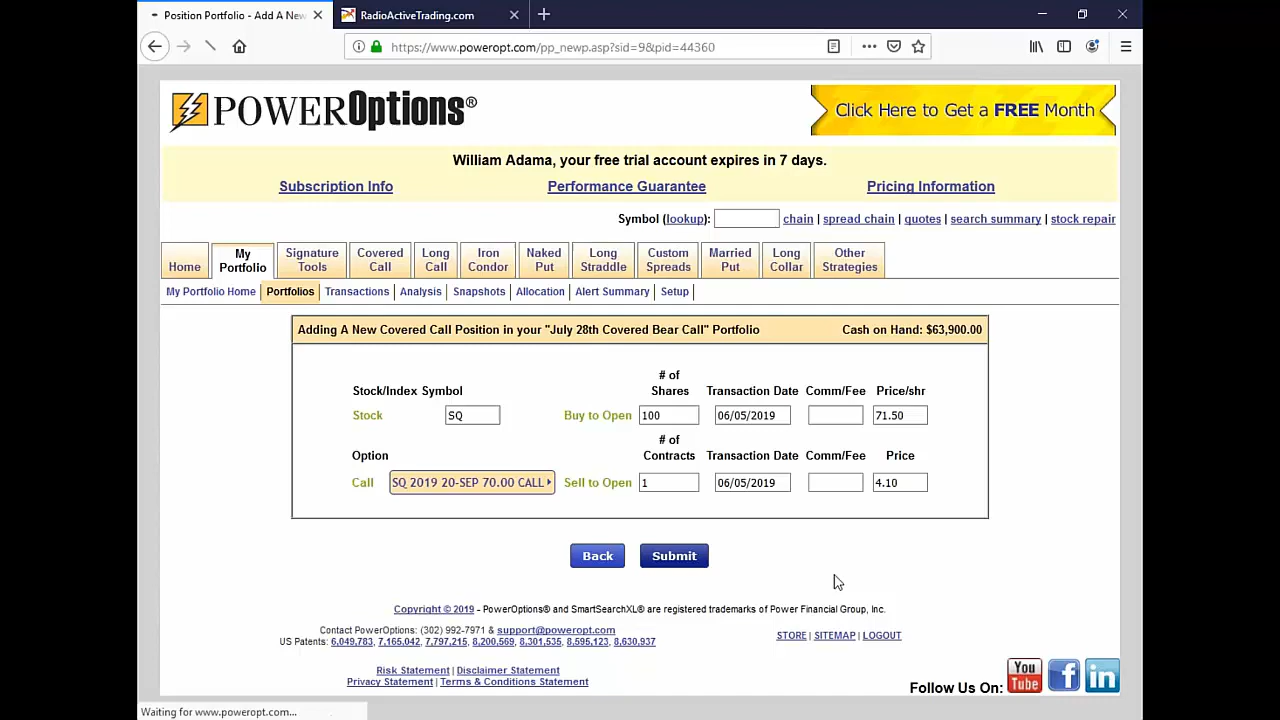 Position Portfolio - Add A New
RadioActiveTrading.com
https://www.poweropt.com/pp_newp.asp?sid=9&pid=44360
POWEROptions®
Click Here to Get a FREE Month
William Adama, your free trial account expires in 7 days.
Subscription Info Performance Guarantee Pricing Information
Symbol (lookup): chain | spread chain | quotes | search summary | stock repair
Home My Portfolio Signature Tools Covered Call Long Call Iron Condor Naked Put Long Straddle Custom Spreads Married Put Long Collar Other Strategies
My Portfolio Home Portfolios Transactions Analysis Snapshots Allocation Alert Summary Setup
Adding A New Covered Call Position in your "July 28th Covered Bear Call" Portfolio Cash on Hand: $63,900.00
Stock/Index Symbol # of Shares Transaction Date Comm/Fee Price/shr
Stock SQ Buy to Open 100 06/05/2019 71.50
Option # of Contracts Transaction Date Comm/Fee Price
Call SQ 2019 20-SEP 70.00 CALL Sell to Open 1 06/05/2019 4.10
Back Submit
Copyright © 2019 - PowerOptions® and SmartSearchXL® are registered trademarks of Power Financial Group, Inc.
Contact PowerOptions: (302) 992-7971 & support@poweropt.com
US Patents: 6,049,783, 7,165,042, 7,797,215, 8,200,569, 8,301,535, 8,595,123, 8,630,937
STORE | SITEMAP | LOGOUT
Risk Statement | Disclaimer Statement
Privacy Statement | Terms & Conditions Statement
Follow Us On: You Tube f in
Waiting for www.poweropt.com...